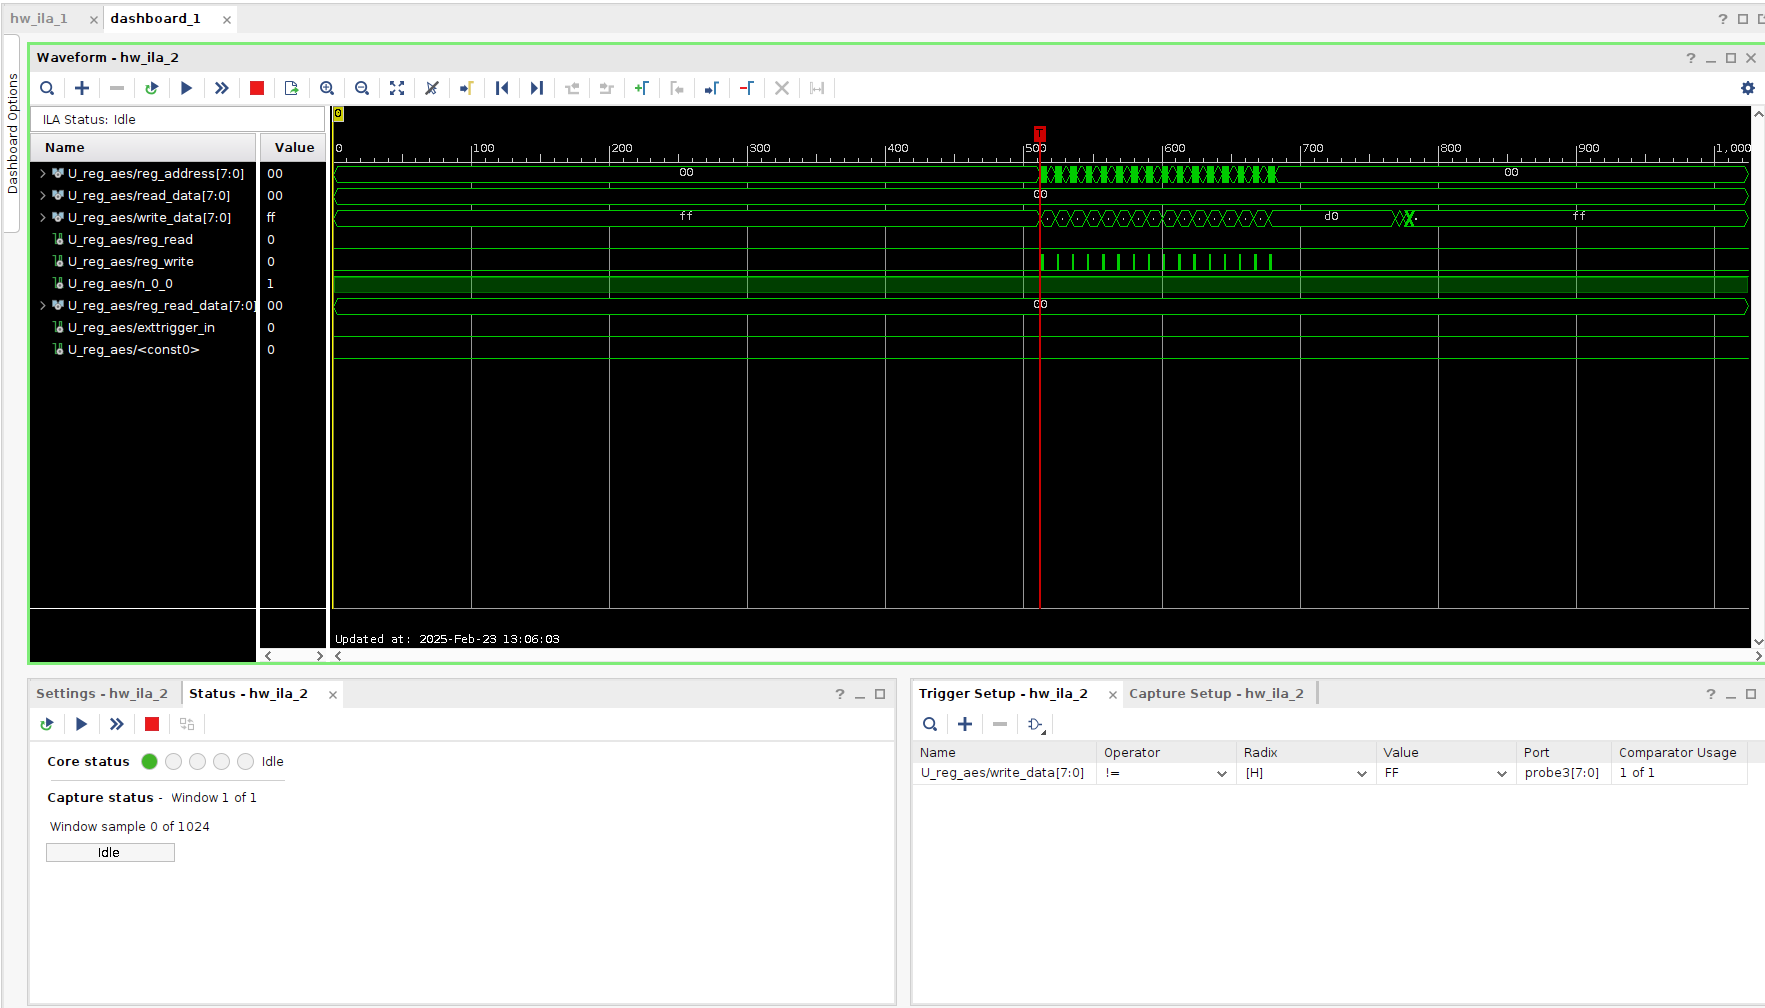 hw_ila_1 × dashboard_1 ×
?
Dashboard Options
Waveform - hw_ila_2
?
ILA Status: Idle
Name Value
0
T
0 100 200 300 400 500 600 700 800 900 1,000
U_reg_aes/reg_address[7:0] 00 00 00
U_reg_aes/read_data[7:0] 00 00
U_reg_aes/write_data[7:0] ff ff d0 ff
U_reg_aes/reg_read 0
U_reg_aes/reg_write 0
U_reg_aes/n_0_0 1
U_reg_aes/reg_read_data[7:0] 00 00
U_reg_aes/exttrigger_in 0
U_reg_aes/<const0> 0
Updated at: 2025-Feb-23 13:06:03
Settings - hw_ila_2 Status - hw_ila_2 ×
?
Core status Idle
Capture status - Window 1 of 1
Window sample 0 of 1024
Idle
Trigger Setup - hw_ila_2 × Capture Setup - hw_ila_2
?
Name Operator Radix Value Port Comparator Usage
U_reg_aes/write_data[7:0] != [H] FF probe3[7:0] 1 of 1